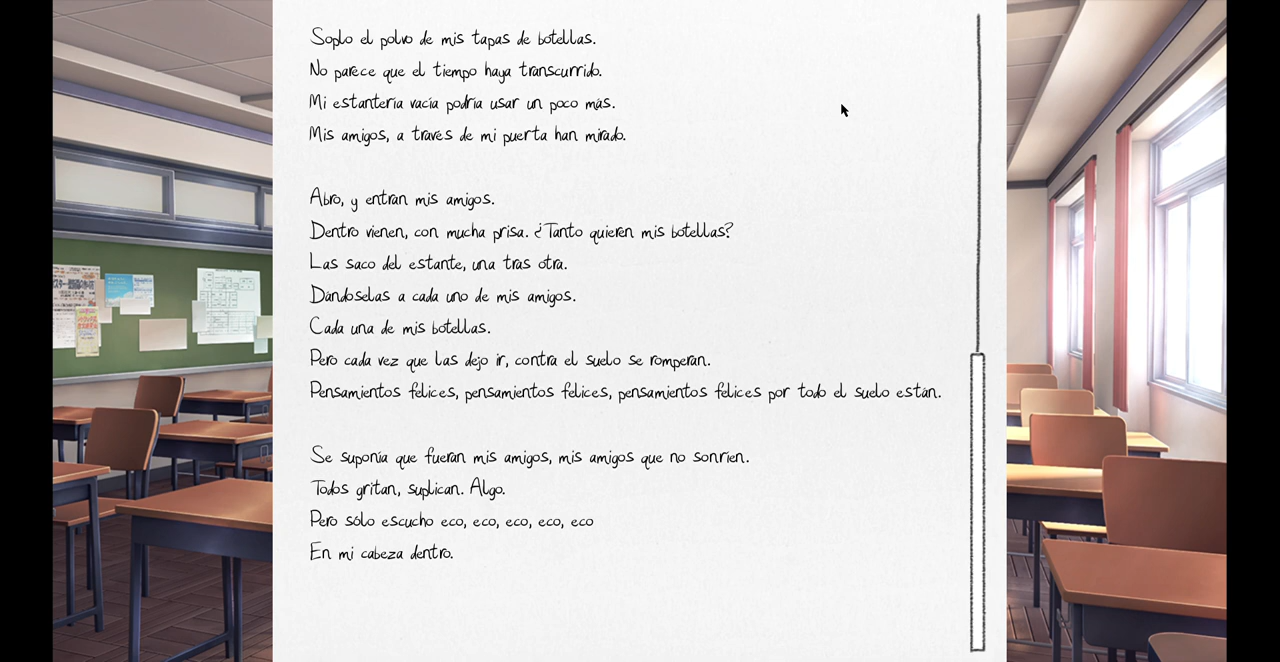 Soplo el polvo de mis tapas de botellas.
No parece que el tiempo haya transcurrido.
Mi estantería vacía podría usar un poco más.
Mis amigos, a través de mi puerta han mirado.
Abro, y entran mis amigos.
Dentro vienen, con mucha prisa. ¿Tanto quieren mis botellas?
Las saco del estante, una tras otra.
Dándoselas a cada uno de mis amigos.
Cada una de mis botellas.
Pero cada vez que las dejo ir, contra el suelo se romperán.
Pensamientos felices, pensamientos felices, pensamientos felices por todo el suelo están.
Se suponía que fueran mis amigos, mis amigos que no sonríen.
Todos gritan, suplican. Algo.
Pero sólo escucho eco, eco, eco, eco, eco
En mi cabeza dentro.